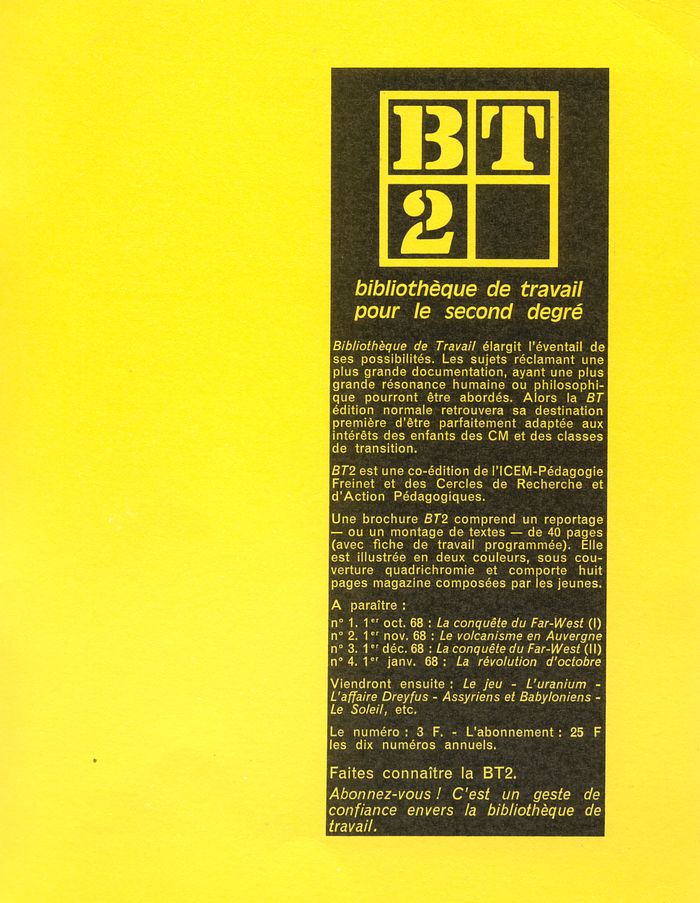 BT
2
bibliothèque de travail
pour le second degré
Bibliothèque de Travail élargit l'éventail de
ses possibilités. Les sujets réclamant une
plus grande documentation, ayant une plus
grande résonance humaine ou philosophi-
que pourront être abordés. Alors la BT
édition normale retrouvera sa destination
première d'être parfaitement adaptée aux
intérêts des enfants des CM et des classes
de transition.
BT2 est une co-édition de l'ICEM-Pédagogie
Freinet et des Cercles de Recherche et
d'Action Pédagogiques.
Une brochure BT2 comprend un reportage
— ou un montage de textes — de 40 pages
(avec fiche de travail programmée). Elle
est illustrée en deux couleurs, sous cou-
verture quadrichromie et comporte huit
pages magazine composées par les jeunes.
A paraître :
n° 1. 1er oct. 68 : La conquête du Far-West (I)
n° 2. 1er nov. 68 : Le volcanisme en Auvergne
n° 3. 1er déc. 68 : La conquête du Far-West (II)
n° 4. 1er janv. 68 : La révolution d'octobre
Viendront ensuite : Le jeu - L'uranium -
L'affaire Dreyfus - Assyriens et Babyloniens -
Le Soleil, etc.
Le numéro : 3 F. - L'abonnement : 25 F
les dix numéros annuels.
Faites connaître la BT2.
Abonnez-vous ! C'est un geste de
confiance envers la bibliothèque de
travail.